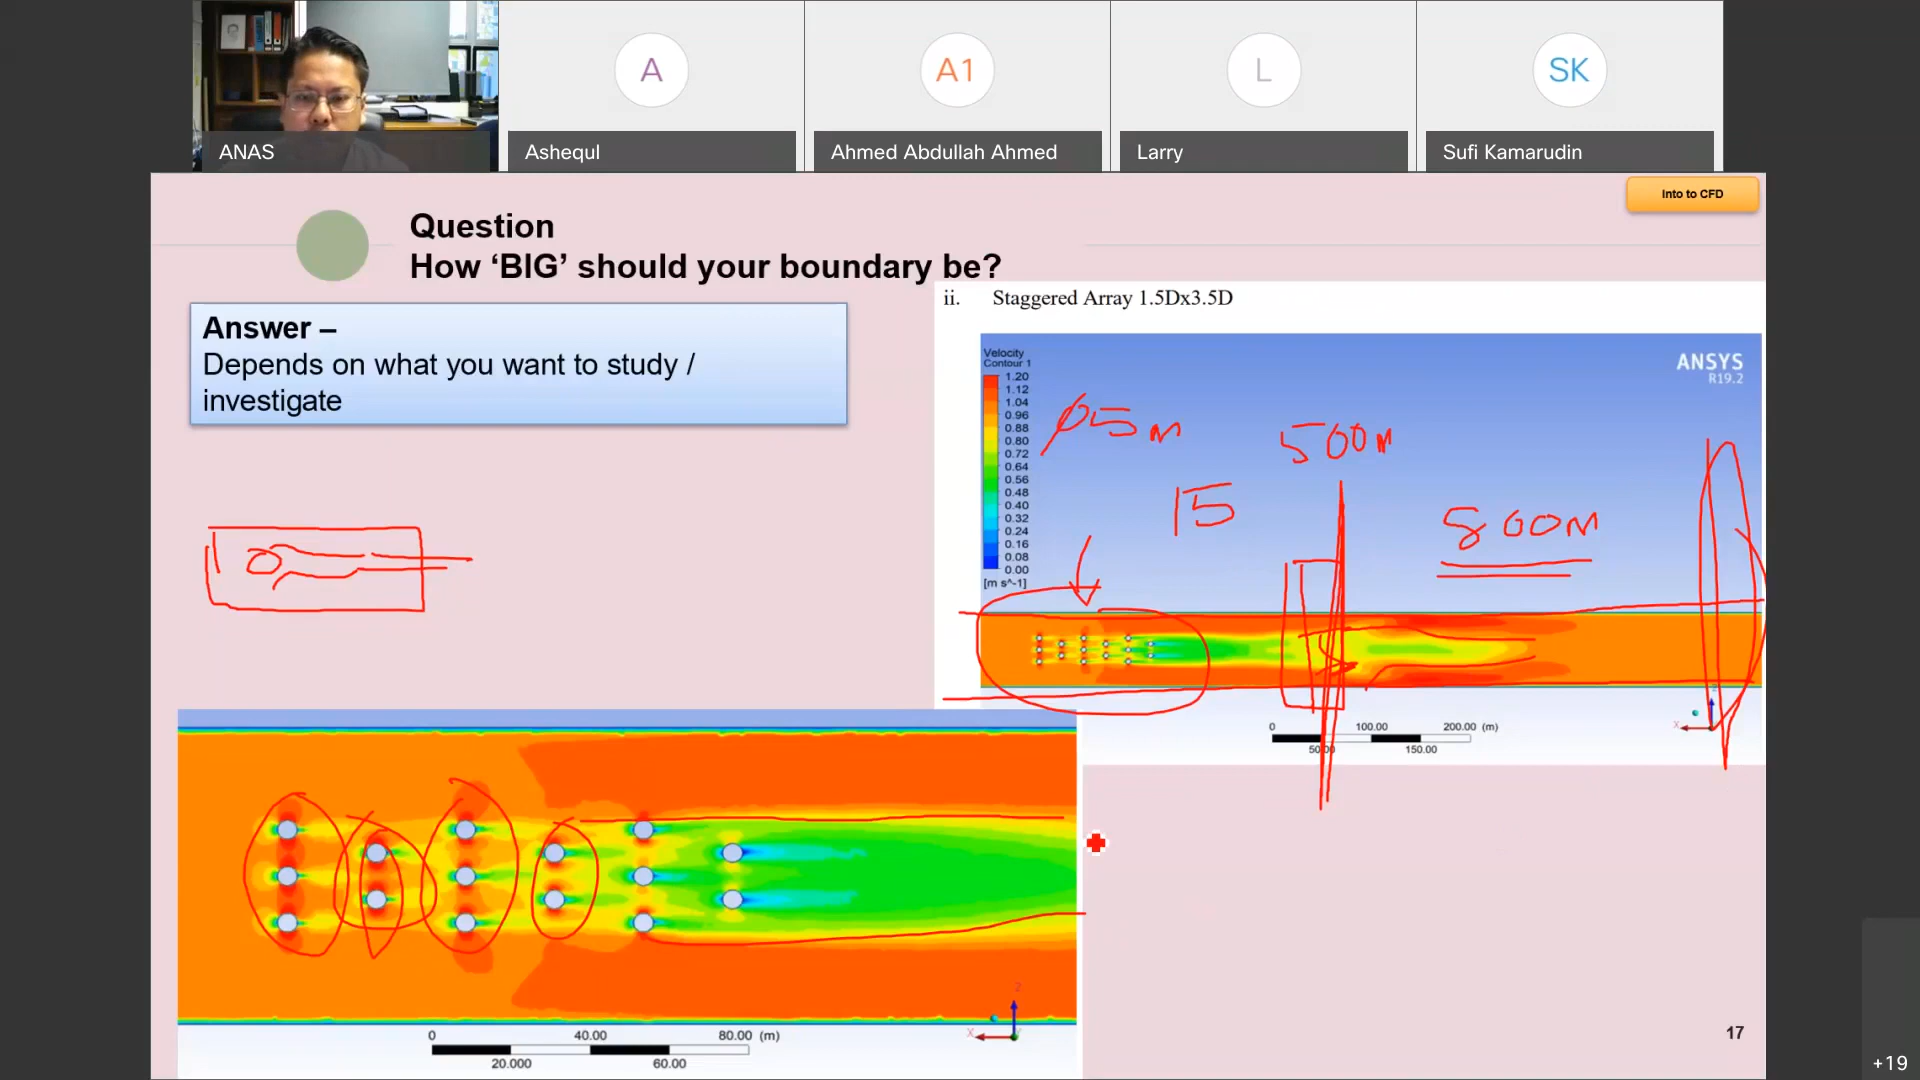 A
A1
L
SK
ANAS
Ashequl
Ahmed Abdullah Ahmed
Larry
Sufi Kamarudin
Into to CFD
Question
How ‘BIG’ should your boundary be?
Answer –
Depends on what you want to study /
investigate
ii. Staggered Array 1.5Dx3.5D
Velocity
Contour 1
1.20
1.12
1.04
0.96
0.88
0.80
0.72
0.64
0.56
0.48
0.40
0.32
0.24
0.16
0.08
0.00
[m s^-1]
ANSYS
R19.2
5m
500m
15
800m
0 100.00 200.00 (m)
50.00 150.00
X
Z
0 40.00 80.00 (m)
20.000 60.00
Z
X
Y
17
+19